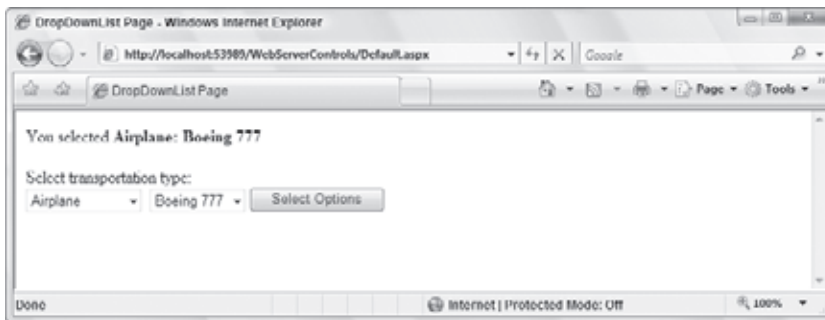 DropDownList Page - Windows Internet Explorer
http://localhost:53989/WebServerControls/Default.aspx
Google
DropDownList Page
Page
Tools
You selected Airplane: Boeing 777
Select transportation type:
Airplane Boeing 777 Select Options
Done Internet | Protected Mode: Off 100%